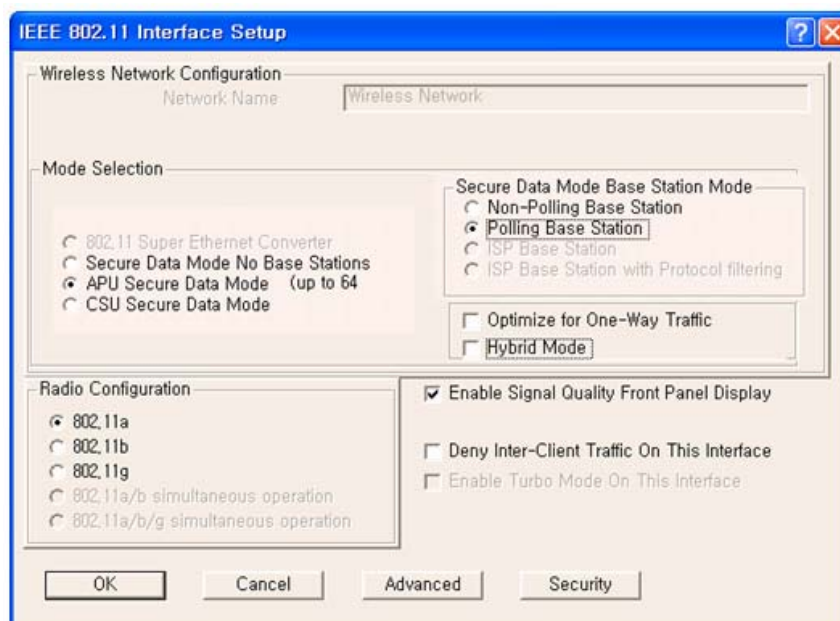 IEEE 802.11 Interface Setup
Wireless Network Configuration
Network Name
Wireless Network
Mode Selection
802.11 Super Ethernet Converter
Secure Data Mode No Base Stations
APU Secure Data Mode (up to 64
CSU Secure Data Mode
Secure Data Mode Base Station Mode
Non-Polling Base Station
Polling Base Station
ISP Base Station
ISP Base Station with Protocol filtering
Optimize for One-Way Traffic
Hybrid Mode
Radio Configuration
802.11a
802.11b
802.11g
802.11a/b simultaneous operation
802.11a/b/g simultaneous operation
Enable Signal Quality Front Panel Display
Deny Inter-Client Traffic On This Interface
Enable Turbo Mode On This Interface
OK
Cancel
Advanced
Security